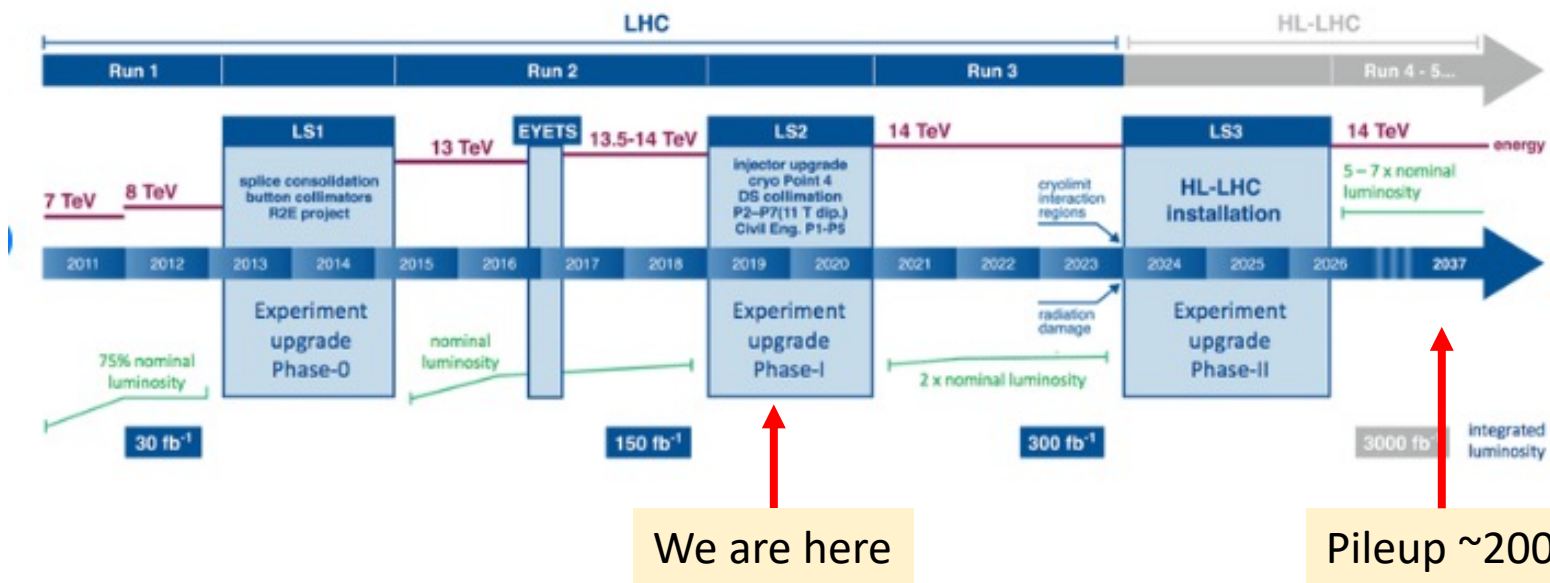 LHC
HL-LHC
Run 1
Run 2
Run 3
Run 4 - 5...
LS1
EYETS
LS2
LS3
7 TeV
8 TeV
13 TeV
13.5-14 TeV
14 TeV
14 TeV
energy
splice consolidation
button collimators
R2E project
injector upgrade
cryo Point 4
DS collimation
P2-P7(11 T dip.)
Civil Eng. P1-P5
cryolimit
interaction
regions
HL-LHC
installation
5 – 7 x nominal
luminosity
2011
2012
2013
2014
2015
2016
2017
2018
2019
2020
2021
2022
2023
2024
2025
2026
2037
75% nominal
luminosity
Experiment
upgrade
Phase-0
nominal
luminosity
Experiment
upgrade
Phase-I
2 x nominal luminosity
radiation
damage
Experiment
upgrade
Phase-II
30 fb⁻¹
150 fb⁻¹
300 fb⁻¹
3000 fb⁻
integrated
luminosity
We are here
Pileup ~200